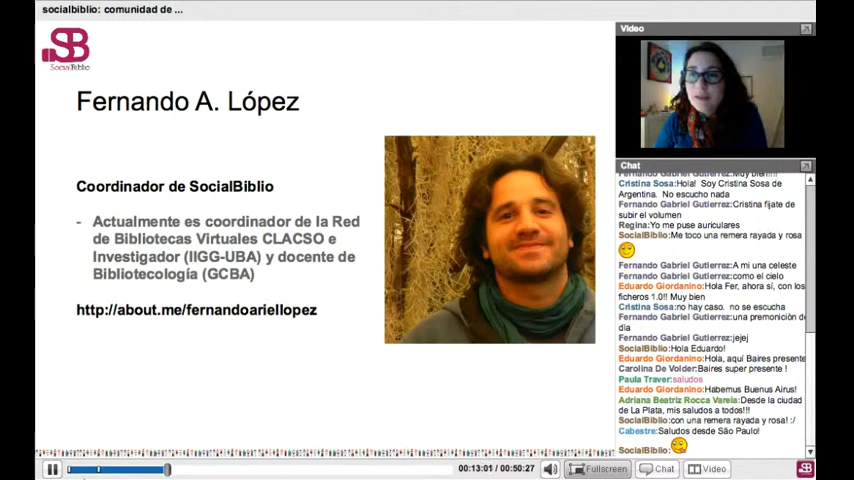 socialbiblio: comunidad de ...
SB
SocialBiblio
Fernando A. López
Coordinador de SocialBiblio
- Actualmente es coordinador de la Red
de Bibliotecas Virtuales CLACSO e
Investigador (IIGG-UBA) y docente de
Bibliotecología (GCBA)
http://about.me/fernandoariellopez
Video
Chat
Fernando Gabriel Gutierrez:Muy bien!!!
Cristina Sosa:Hola! Soy Cristina Sosa de
Argentina. No escucho nada
Fernando Gabriel Gutierrez:Cristina fijate de
subir el volumen
Regina:Yo me puse auriculares
SocialBiblio:Me toco una remera rayada y rosa
Fernando Gabriel Gutierrez:A mi una celeste
como el cielo
Eduardo Giordanino:Hola Fer, ahora sí, con los
ficheros 1.0!! Muy bien
Cristina Sosa:no hay caso. no se escucha
Fernando Gabriel Gutierrez:una premonición de
dia
Fernando Gabriel Gutierrez:jejej
SocialBiblio:Hola Eduardo!
Eduardo Giordanino:Hola, aquí Baires presente
Carolina De Volder:Baires super presente !
Paula Traver:saludos
Eduardo Giordanino:Habemus Buenus Airus!
Adriana Beatriz Rocca Varela:Desde la ciudad
de La Plata, mis saludos a todos!!!
SocialBiblio:con una remera rayada y rosa! :/
Cabestre:Saludos desde São Paulo!
SocialBiblio:
00:13:01 / 00:50:27
Fullscreen
Chat
Video
SB